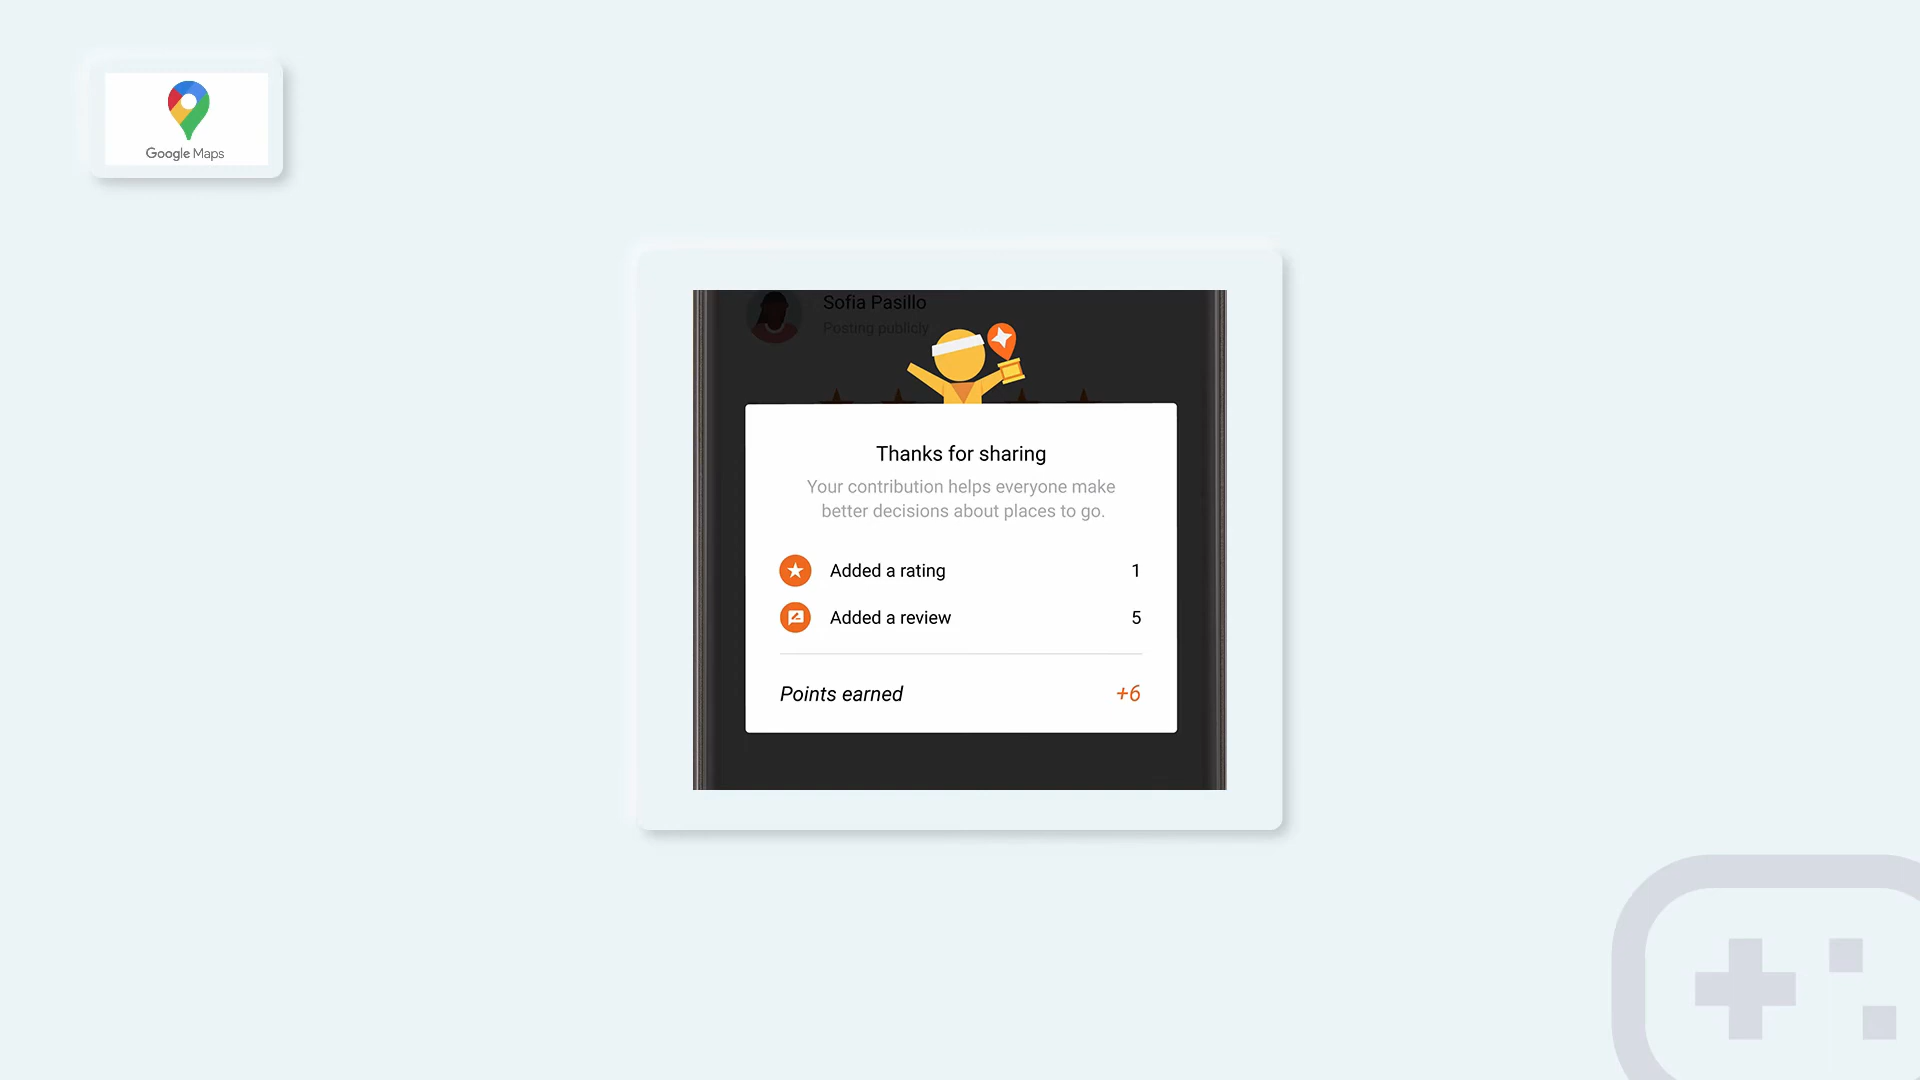 Google Maps
Sofia Pasillo
Posting publicly
Thanks for sharing
Your contribution helps everyone make
better decisions about places to go.
Added a rating 1
Added a review 5
Points earned +6